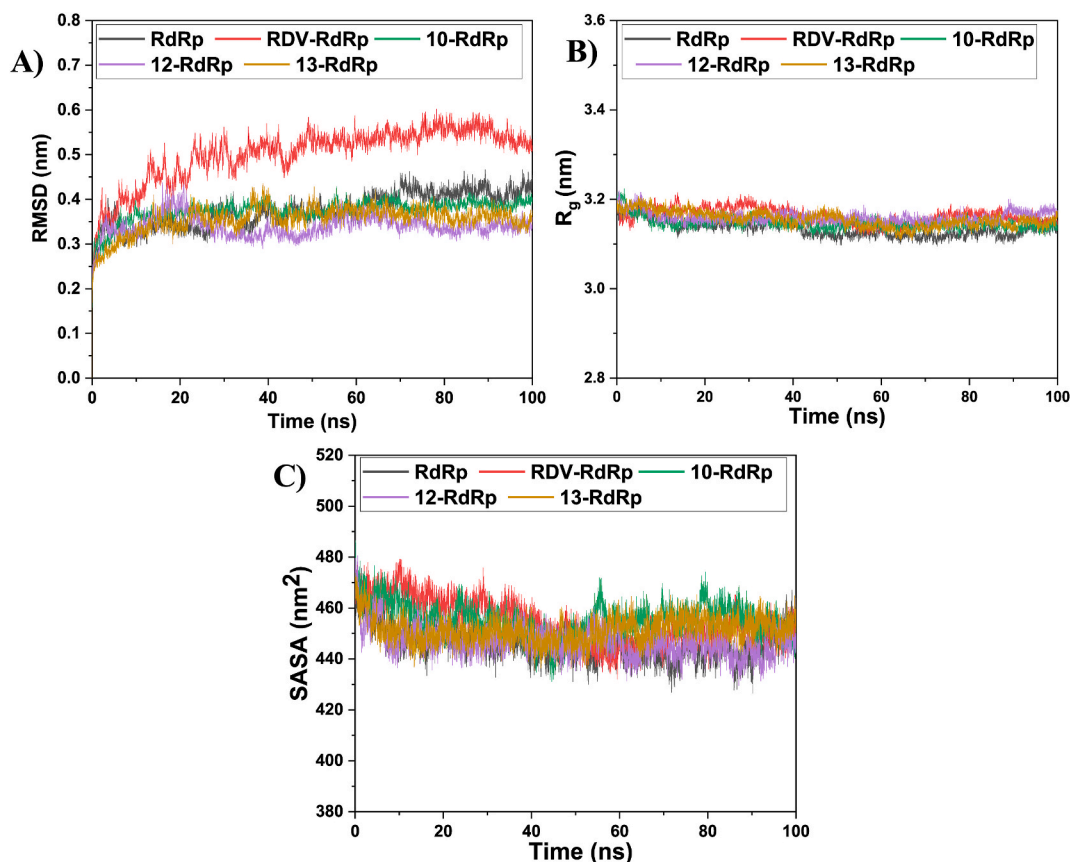 A)
RdRp RDV-RdRp 10-RdRp
12-RdRp 13-RdRp
RMSD (nm)
0.8
0.7
0.6
0.5
0.4
0.3
0.2
0.1
0.0
0 20 40 60 80 100
Time (ns)
B)
RdRp RDV-RdRp 10-RdRp
12-RdRp 13-RdRp
Rg (nm)
3.6
3.4
3.2
3.0
2.8
0 20 40 60 80 100
Time (ns)
C)
RdRp RDV-RdRp 10-RdRp
12-RdRp 13-RdRp
SASA (nm²)
520
500
480
460
440
420
400
380
0 20 40 60 80 100
Time (ns)